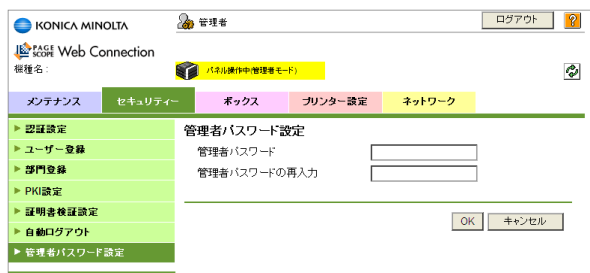 KONICA MINOLTA
管理者
ログアウト
?
PAGE SCOPE Web Connection
機種名:
パネル操作中(管理者モード)
メンテナンス
セキュリティー
ボックス
プリンター設定
ネットワーク
認証設定
ユーザー登録
部門登録
PKI設定
証明書検証設定
自動ログアウト
管理者パスワード設定
管理者パスワード設定
管理者パスワード
管理者パスワードの再入力
OK
キャンセル